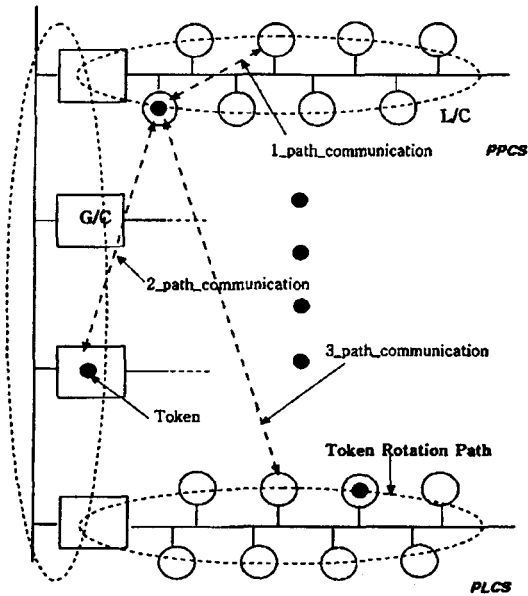 L/C
1_path_communication
PPCS
G/C
2_path_communication
3_path_communication
Token
Token Rotation Path
PLCS